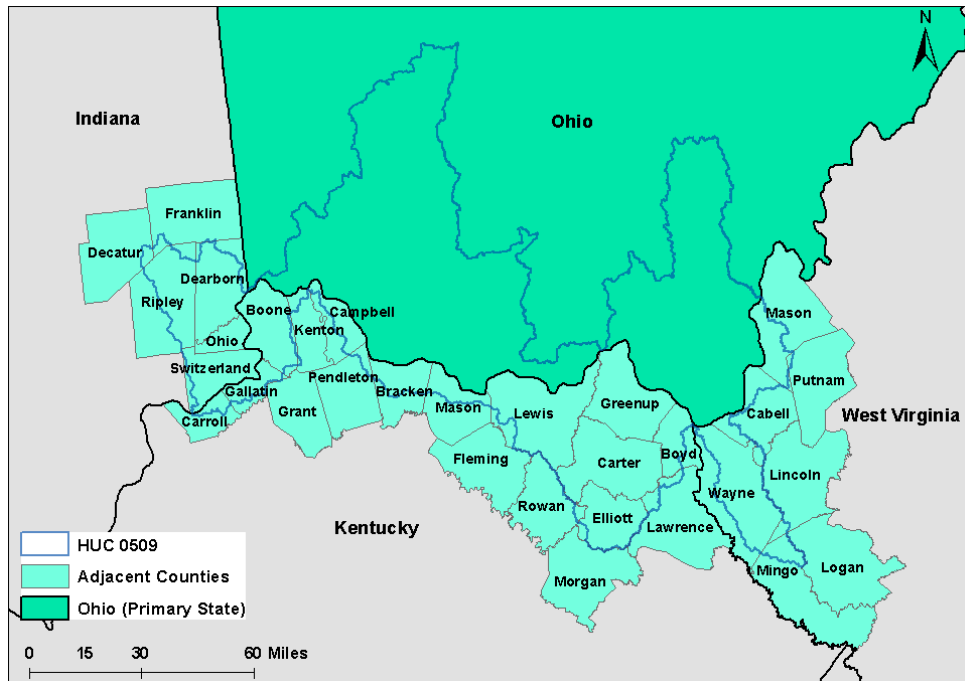 N
Indiana
Ohio
Franklin
Decatur
Dearborn
Ripley
Boone
Campbell
Mason
Kenton
Ohio
Switzerland
Putnam
Pendleton
Gallatin
Bracken
Mason
Lewis
Greenup
Cabell
West Virginia
Carroll
Grant
Fleming
Carter
Boyd
Lincoln
Wayne
Rowan
Elliott
Lawrence
Kentucky
Morgan
Mingo
Logan
HUC 0509
Adjacent Counties
Ohio (Primary State)
0 15 30 60 Miles